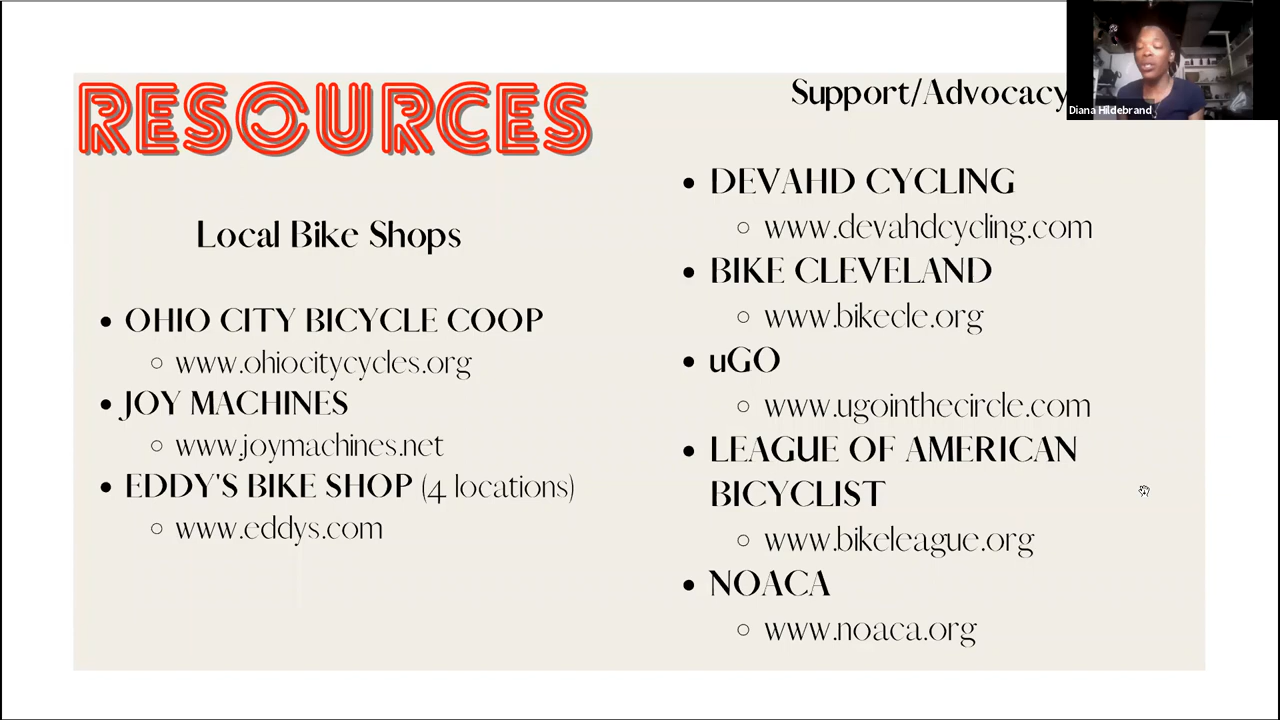 RESOURCES
Local Bike Shops
OHIO CITY BICYCLE COOP
www.ohiocitycycles.org
JOY MACHINES
www.joymachines.net
EDDY'S BIKE SHOP (4 locations)
www.eddys.com
Support/Advocacy
DEVAHD CYCLING
www.devahdcycling.com
BIKE CLEVELAND
www.bikecle.org
uGO
www.ugointhecircle.com
LEAGUE OF AMERICAN
BICYCLIST
www.bikeleague.org
NOACA
www.noaca.org
Diana Hildebrand